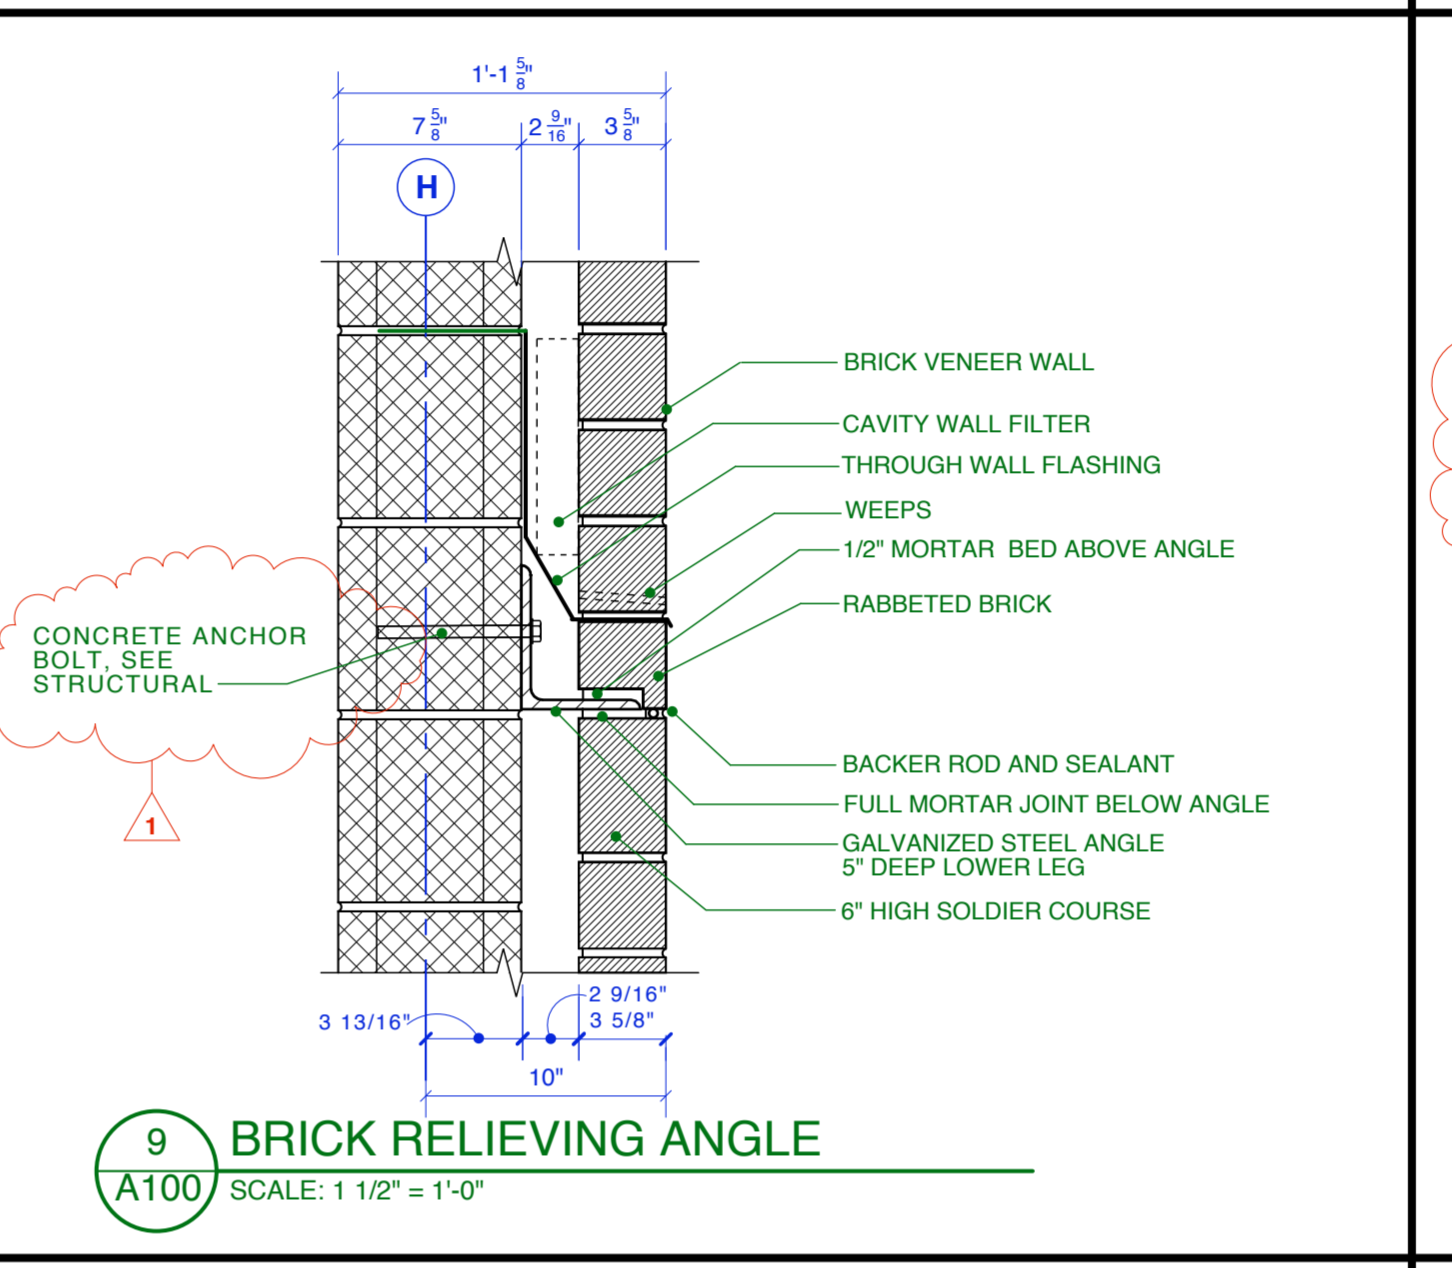 1'-1 5/8"
7 5/8"
2 9/16"
3 5/8"
H
BRICK VENEER WALL
CAVITY WALL FILTER
THROUGH WALL FLASHING
WEEPS
1/2" MORTAR  BED ABOVE ANGLE
RABBETED BRICK
CONCRETE ANCHOR
BOLT, SEE
STRUCTURAL
1
BACKER ROD AND SEALANT
FULL MORTAR JOINT BELOW ANGLE
GALVANIZED STEEL ANGLE
5" DEEP LOWER LEG
6" HIGH SOLDIER COURSE
3 13/16"
2 9/16"
3 5/8"
10"
9
A100
BRICK RELIEVING ANGLE
SCALE: 1 1/2" = 1'-0"